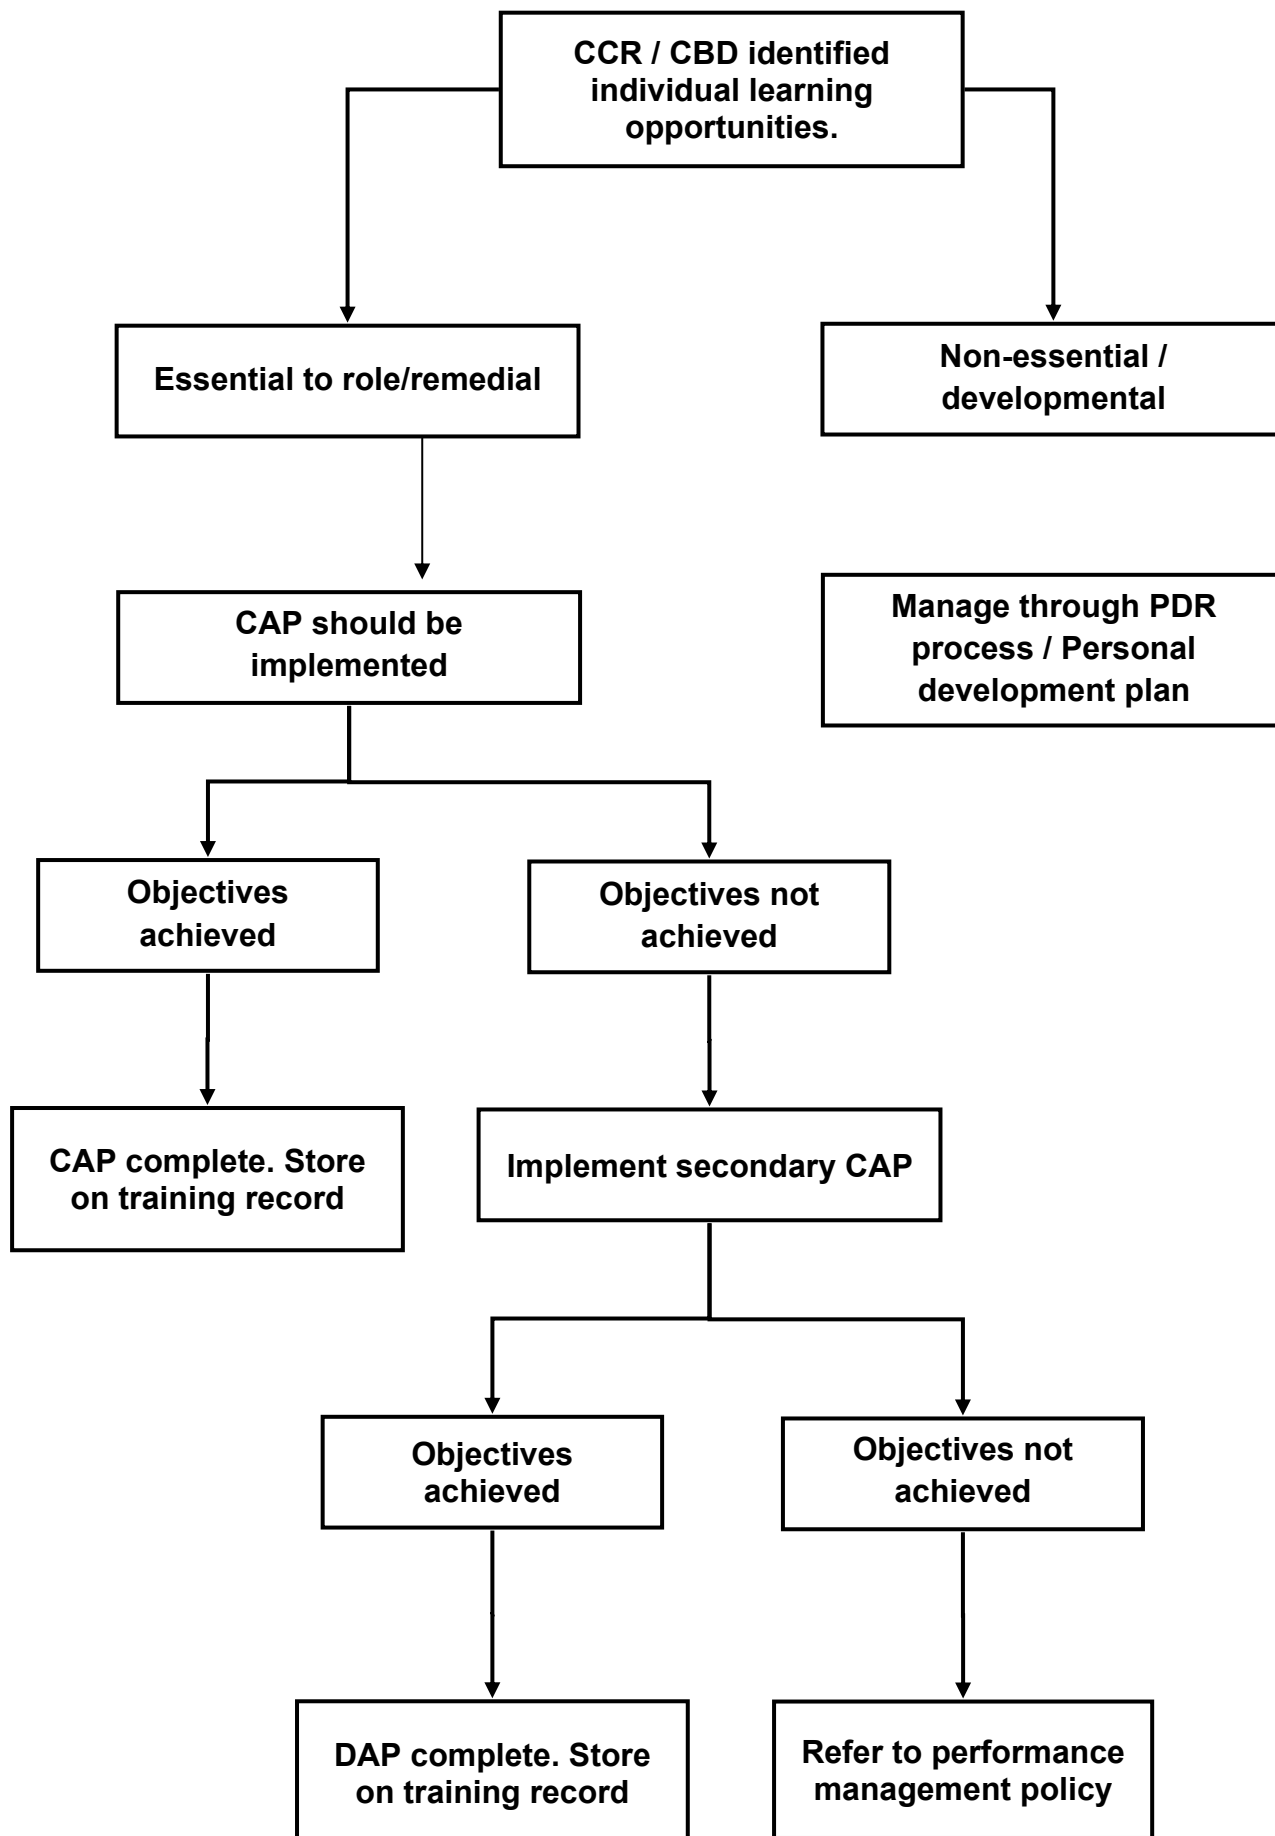 CCR / CBD identified
individual learning
opportunities.
Essential to role/remedial
Non-essential /
developmental
CAP should be
implemented
Manage through PDR
process / Personal
development plan
Objectives
achieved
Objectives not
achieved
CAP complete. Store
on training record
Implement secondary CAP
Objectives
achieved
Objectives not
achieved
DAP complete. Store
on training record
Refer to performance
management policy